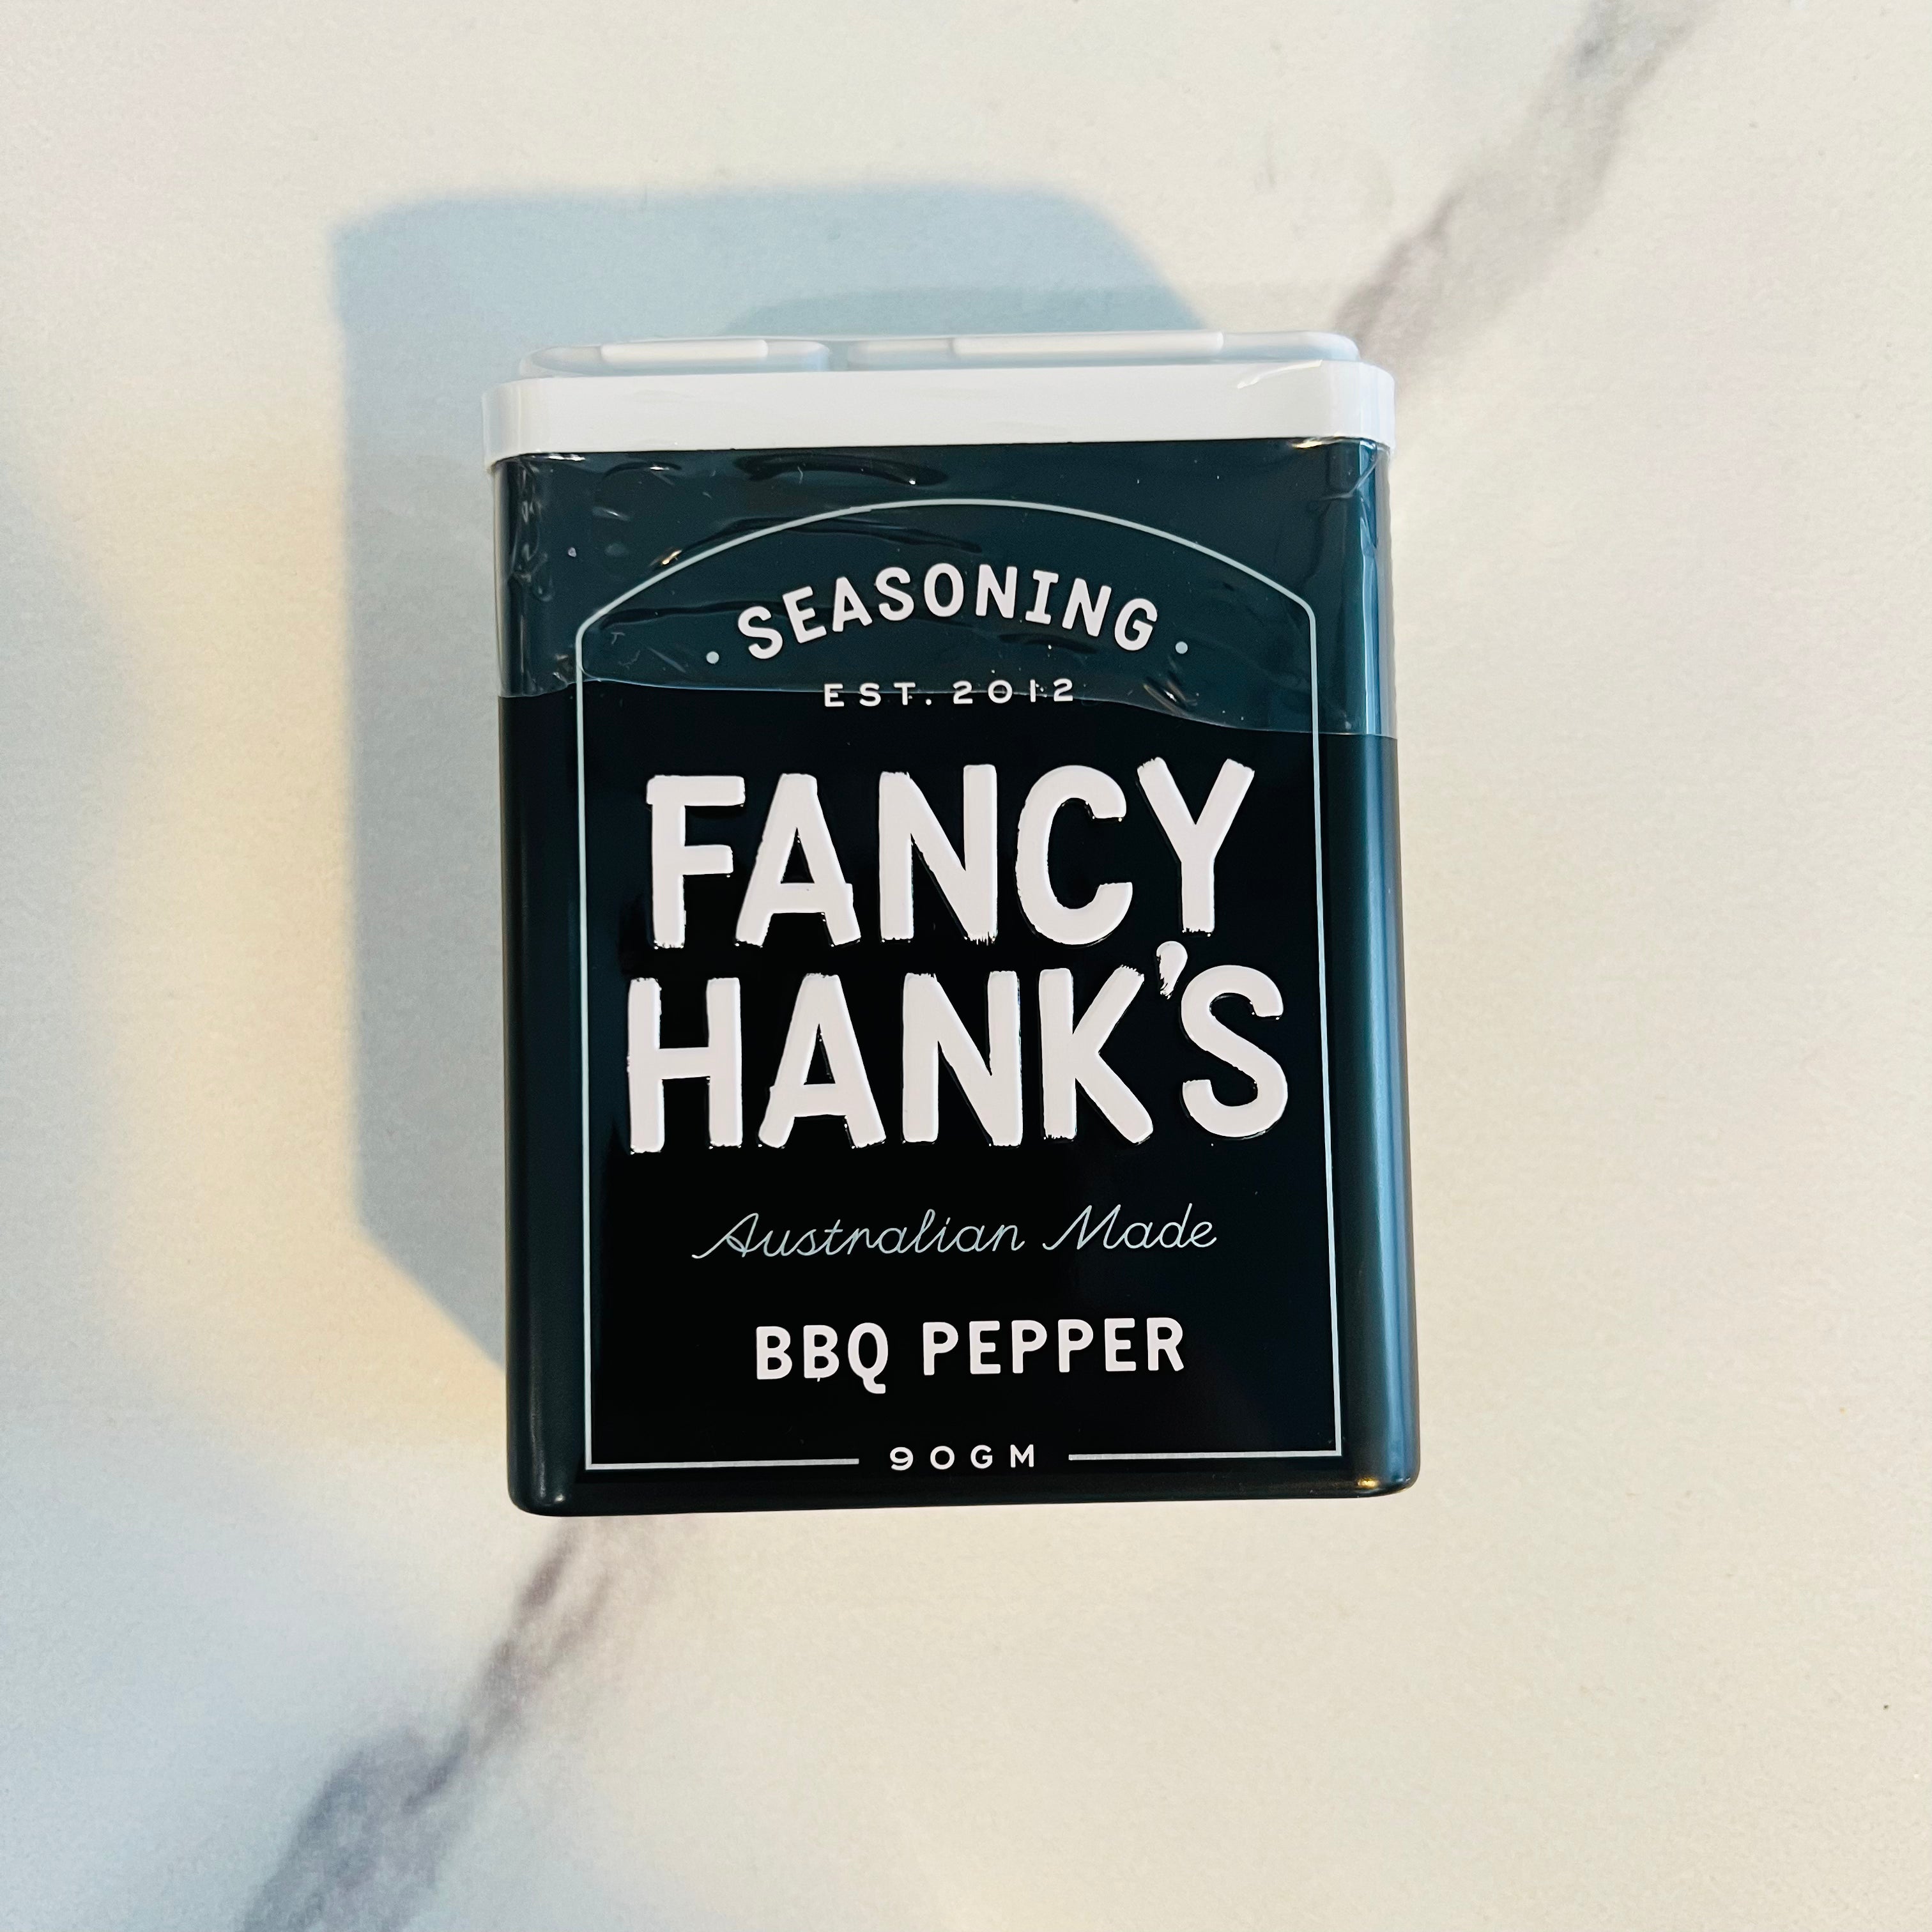 SEASONING
EST. 2012
FANCY
HANK'S
Australian Made
BBQ PEPPER
90GM